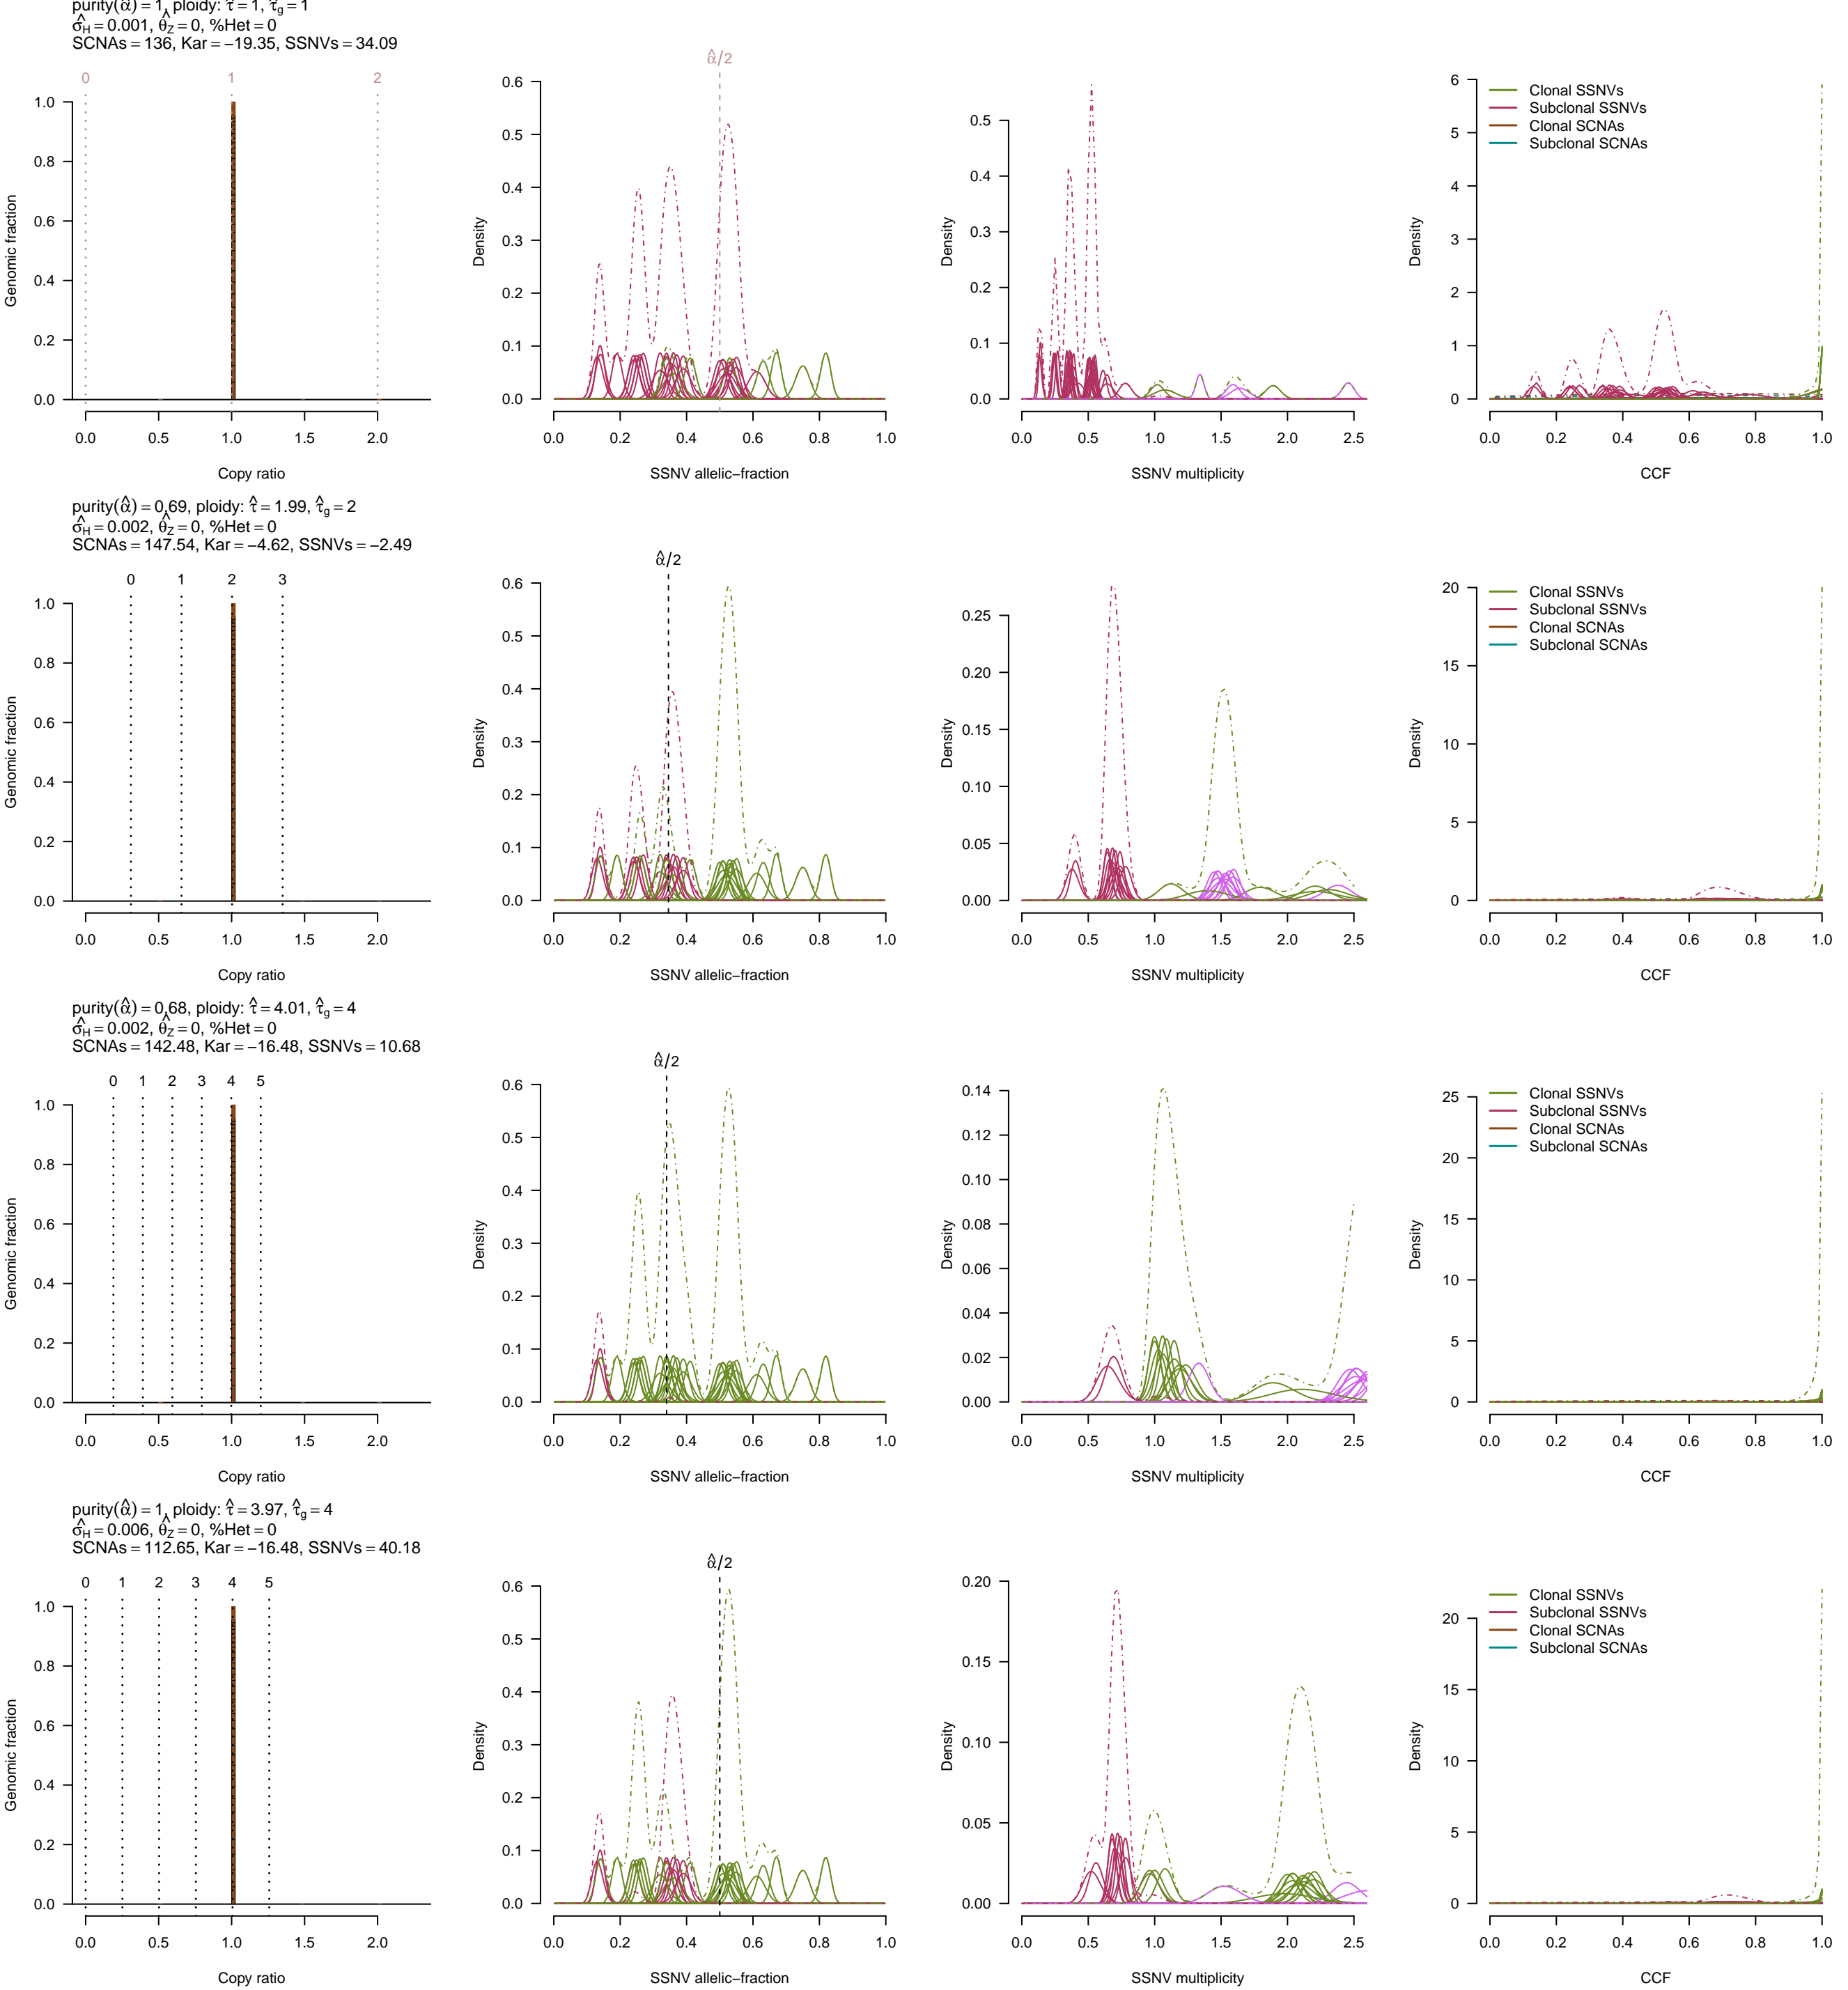 purity(α̂) = 1, ploidy: τ̂ = 1, τ̂g = 1
σ̂H = 0.001, θ̂Z = 0, %Het = 0
SCNAs = 136, Kar = −19.35, SSNVs = 34.09
0 1 2
Genomic fraction
1.0
0.8
0.6
0.4
0.2
0.0
0.0 0.5 1.0 1.5 2.0
Copy ratio
α̂/2
Density
0.6
0.5
0.4
0.3
0.2
0.1
0.0
0.0 0.2 0.4 0.6 0.8 1.0
SSNV allelic−fraction
Density
0.5
0.4
0.3
0.2
0.1
0.0
0.0 0.5 1.0 1.5 2.0 2.5
SSNV multiplicity
Density
6
5
4
3
2
1
0
Clonal SSNVs
Subclonal SSNVs
Clonal SCNAs
Subclonal SCNAs
0.0 0.2 0.4 0.6 0.8 1.0
CCF
purity(α̂) = 0.69, ploidy: τ̂ = 1.99, τ̂g = 2
σ̂H = 0.002, θ̂Z = 0, %Het = 0
SCNAs = 147.54, Kar = −4.62, SSNVs = −2.49
0 1 2 3
Genomic fraction
1.0
0.8
0.6
0.4
0.2
0.0
0.0 0.5 1.0 1.5 2.0
Copy ratio
α̂/2
Density
0.6
0.5
0.4
0.3
0.2
0.1
0.0
0.0 0.2 0.4 0.6 0.8 1.0
SSNV allelic−fraction
Density
0.25
0.20
0.15
0.10
0.05
0.00
0.0 0.5 1.0 1.5 2.0 2.5
SSNV multiplicity
Density
20
15
10
5
0
Clonal SSNVs
Subclonal SSNVs
Clonal SCNAs
Subclonal SCNAs
0.0 0.2 0.4 0.6 0.8 1.0
CCF
purity(α̂) = 0.68, ploidy: τ̂ = 4.01, τ̂g = 4
σ̂H = 0.002, θ̂Z = 0, %Het = 0
SCNAs = 142.48, Kar = −16.48, SSNVs = 10.68
0 1 2 3 4 5
Genomic fraction
1.0
0.8
0.6
0.4
0.2
0.0
0.0 0.5 1.0 1.5 2.0
Copy ratio
α̂/2
Density
0.6
0.5
0.4
0.3
0.2
0.1
0.0
0.0 0.2 0.4 0.6 0.8 1.0
SSNV allelic−fraction
Density
0.14
0.12
0.10
0.08
0.06
0.04
0.02
0.00
0.0 0.5 1.0 1.5 2.0 2.5
SSNV multiplicity
Density
25
20
15
10
5
0
Clonal SSNVs
Subclonal SSNVs
Clonal SCNAs
Subclonal SCNAs
0.0 0.2 0.4 0.6 0.8 1.0
CCF
purity(α̂) = 1, ploidy: τ̂ = 3.97, τ̂g = 4
σ̂H = 0.006, θ̂Z = 0, %Het = 0
SCNAs = 112.65, Kar = −16.48, SSNVs = 40.18
0 1 2 3 4 5
Genomic fraction
1.0
0.8
0.6
0.4
0.2
0.0
0.0 0.5 1.0 1.5 2.0
Copy ratio
α̂/2
Density
0.6
0.5
0.4
0.3
0.2
0.1
0.0
0.0 0.2 0.4 0.6 0.8 1.0
SSNV allelic−fraction
Density
0.20
0.15
0.10
0.05
0.00
0.0 0.5 1.0 1.5 2.0 2.5
SSNV multiplicity
Density
20
15
10
5
0
Clonal SSNVs
Subclonal SSNVs
Clonal SCNAs
Subclonal SCNAs
0.0 0.2 0.4 0.6 0.8 1.0
CCF